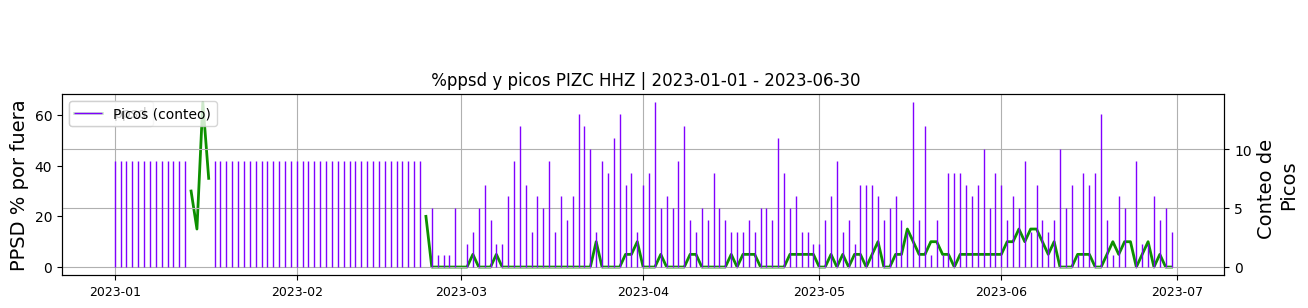 %ppsd y picos PIZC HHZ | 2023-01-01 - 2023-06-30
PPSD % por fuera
60
40
20
0
Picos (conteo)
10
5
0
Conteo de
Picos
2023-01 2023-02 2023-03 2023-04 2023-05 2023-06 2023-07